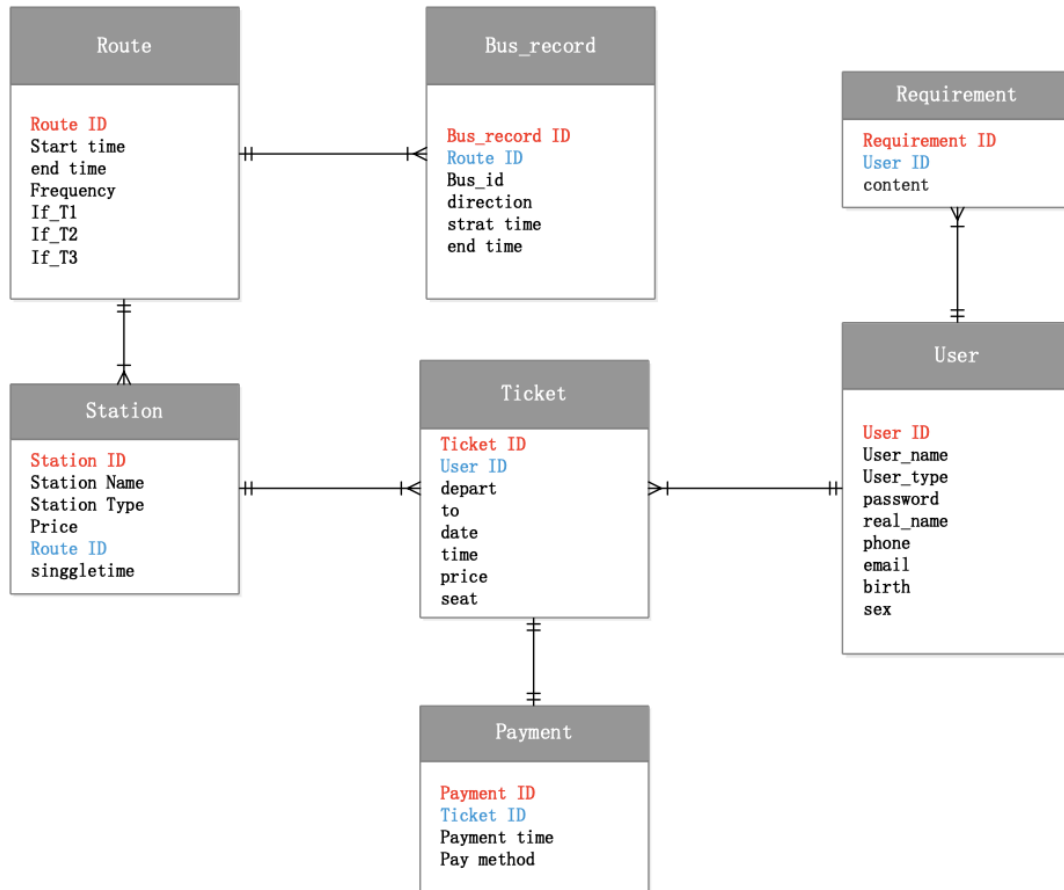 Route
Route ID
Start time
end time
Frequency
If_T1
If_T2
If_T3
Bus_record
Bus_record ID
Route ID
Bus_id
direction
strat time
end time
Requirement
Requirement ID
User ID
content
Station
Station ID
Station Name
Station Type
Price
Route ID
singgletime
Ticket
Ticket ID
User ID
depart
to
date
time
price
seat
User
User ID
User_name
User_type
password
real_name
phone
email
birth
sex
Payment
Payment ID
Ticket ID
Payment time
Pay method